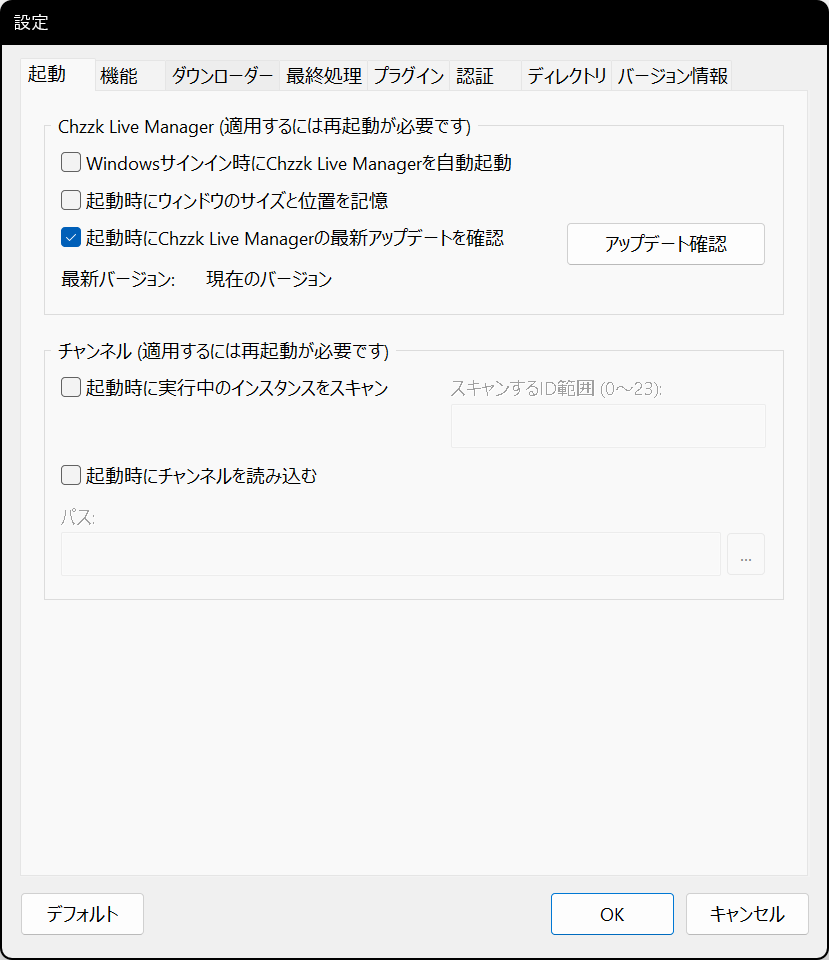 設定
起動 機能 ダウンローダー 最終処理 プラグイン 認証 ディレクトリ バージョン情報
Chzzk Live Manager (適用するには再起動が必要です)
Windowsサインイン時にChzzk Live Managerを自動起動
起動時にウィンドウのサイズと位置を記憶
起動時にChzzk Live Managerの最新アップデートを確認
アップデート確認
最新バージョン: 現在のバージョン
チャンネル (適用するには再起動が必要です)
起動時に実行中のインスタンスをスキャン
スキャンするID範囲 (0～23):
起動時にチャンネルを読み込む
パス:
...
デフォルト OK キャンセル